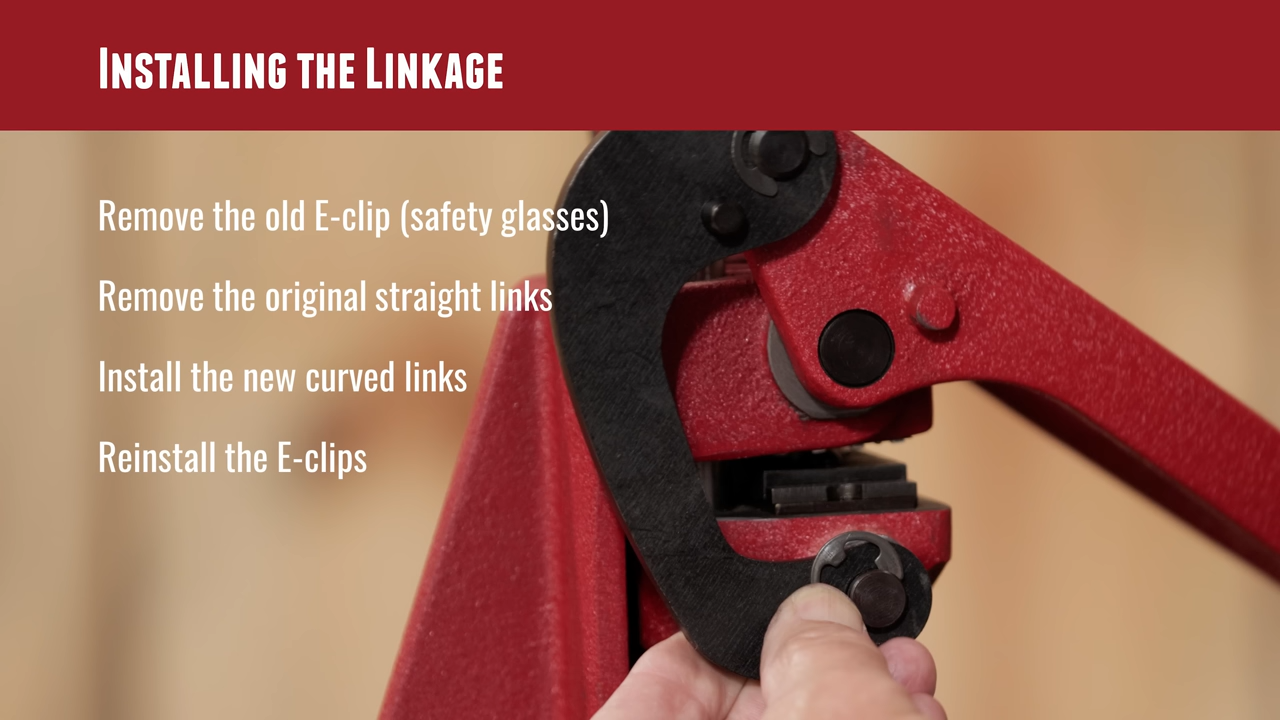 Installing the Linkage
Remove the old E-clip (safety glasses)
Remove the original straight links
Install the new curved links
Reinstall the E-clips